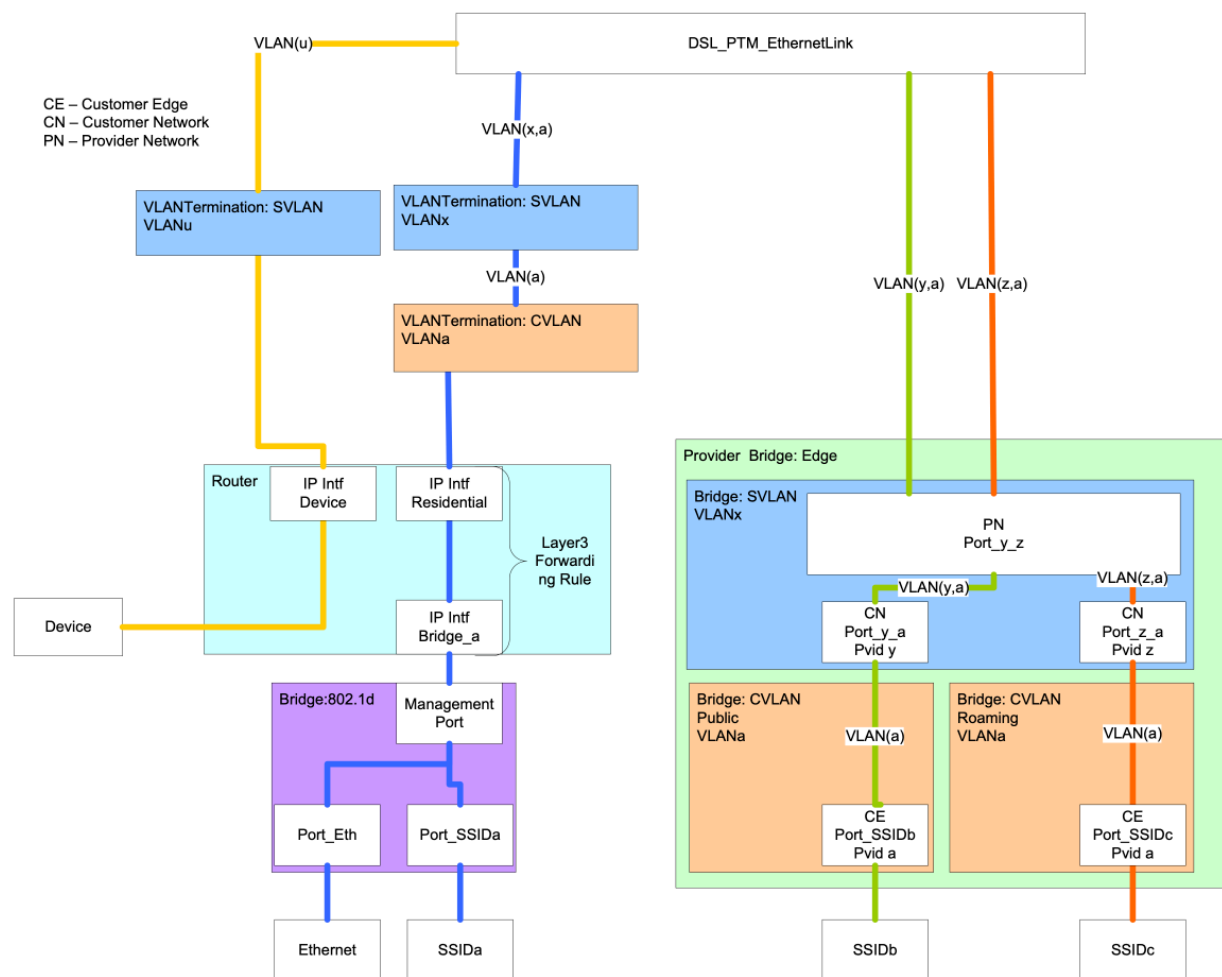 DSL_PTM_EthernetLink
VLAN(u)
CE – Customer Edge
CN – Customer Network
PN – Provider Network
VLAN(x,a)
VLANTermination: SVLAN
VLANu
VLANTermination: SVLAN
VLANx
VLAN(a)
VLAN(y,a)
VLAN(z,a)
VLANTermination: CVLAN
VLANa
Router
IP Intf
Device
IP Intf
Residential
Layer3
Forwardi
ng Rule
IP Intf
Bridge_a
Device
Bridge:802.1d
Management
Port
Port_Eth
Port_SSIDa
Ethernet
SSIDa
Provider Bridge: Edge
Bridge: SVLAN
VLANx
PN
Port_y_z
VLAN(y,a)
VLAN(z,a)
CN
Port_y_a
Pvid y
CN
Port_z_a
Pvid z
Bridge: CVLAN
Public
VLANa
VLAN(a)
CE
Port_SSIDb
Pvid a
Bridge: CVLAN
Roaming
VLANa
VLAN(a)
CE
Port_SSIDc
Pvid a
SSIDb
SSIDc